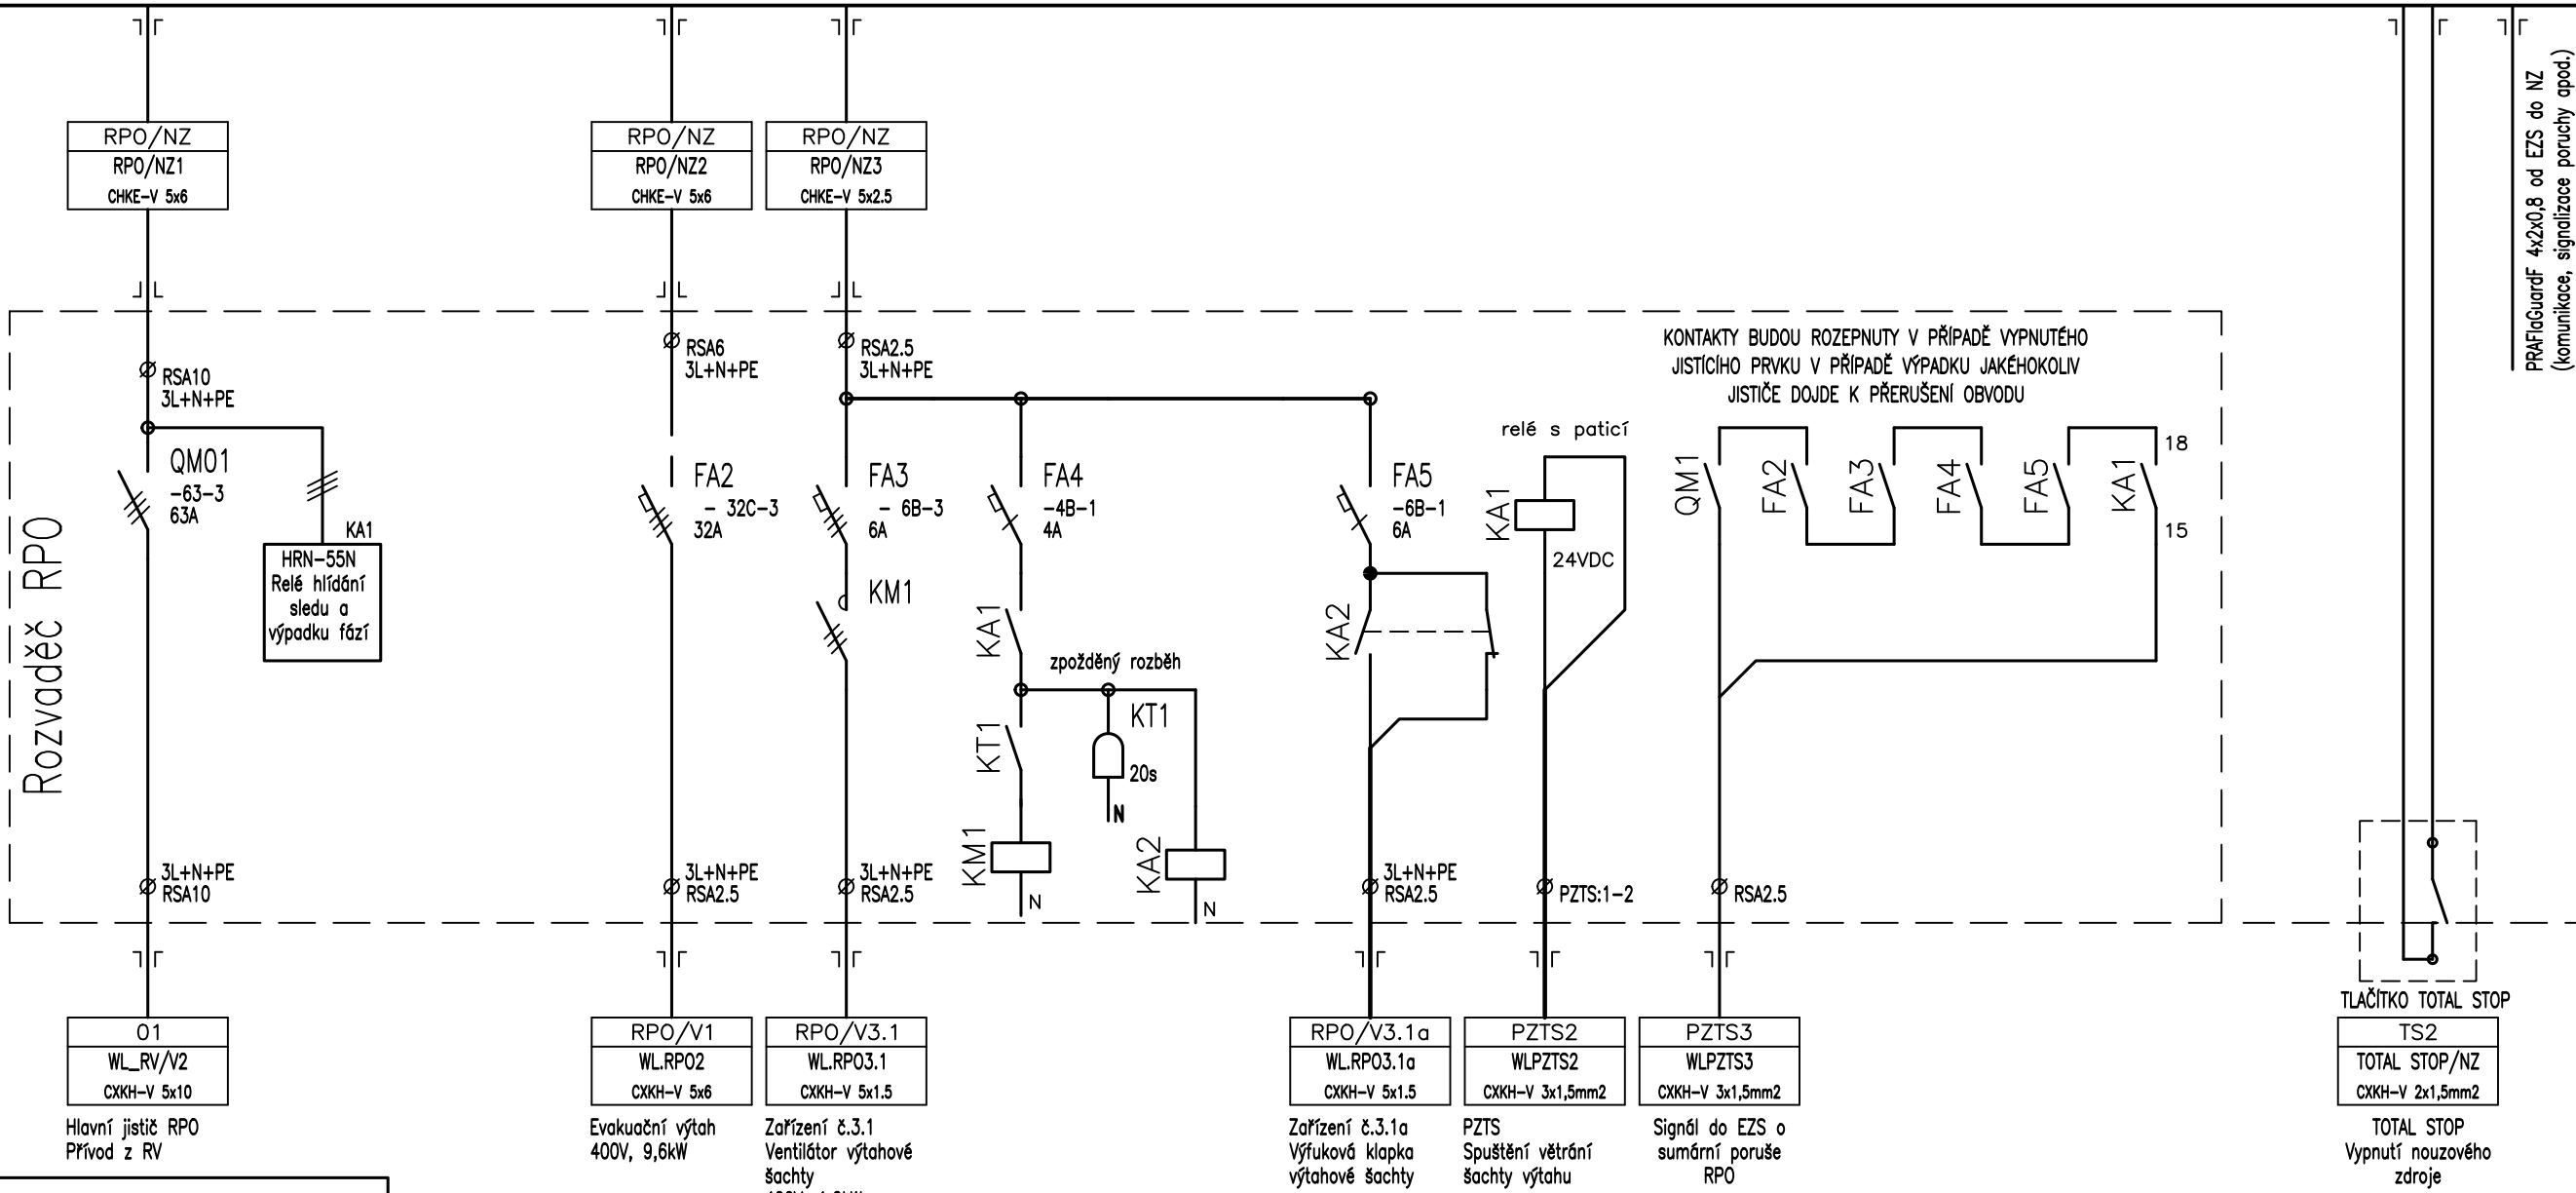 RPO/NZ
RPO/NZ1
CHKE-V 5x6
RPO/NZ
RPO/NZ2
CHKE-V 5x6
RPO/NZ
RPO/NZ3
CHKE-V 5x2.5
PRAFlaGuardF 4x2x0,8 od EZS do NZ
(komunikace, signalizace poruchy apod.)
Rozvaděč RPO
RSA10
3L+N+PE
QM01
-63-3
63A
KA1
HRN-55N
Relé hlídání
sledu a
výpadku fází
3L+N+PE
RSA10
RSA6
3L+N+PE
FA2
- 32C-3
32A
3L+N+PE
RSA2.5
RSA2.5
3L+N+PE
FA3
- 6B-3
6A
KM1
3L+N+PE
RSA2.5
FA4
-4B-1
4A
KA1
zpožděný rozběh
KT1
KT1
20s
N
KM1
N
KA2
N
FA5
-6B-1
6A
KA2
3L+N+PE
RSA2.5
relé s paticí
KA1
24VDC
PZTS:1-2
KONTAKTY BUDOU ROZEPNUTY V PŘÍPADĚ VYPNUTÉHO
JISTÍCÍHO PRVKU V PŘÍPADĚ VÝPADKU JAKÉHOKOLIV
JISTIČE DOJDE K PŘERUŠENÍ OBVODU
QM1
FA2
FA3
FA4
FA5
KA1
18
15
RSA2.5
01
WL_RV/V2
CXKH-V 5x10
Hlavní jistič RPO
Přívod z RV
RPO/V1
WL.RPO2
CXKH-V 5x6
Evakuační výtah
400V, 9,6kW
RPO/V3.1
WL.RPO3.1
CXKH-V 5x1.5
Zařízení č.3.1
Ventilátor výtahové
šachty
RPO/V3.1a
WL.RPO3.1a
CXKH-V 5x1.5
Zařízení č.3.1a
Výfuková klapka
výtahové šachty
PZTS2
WLPZTS2
CXKH-V 3x1,5mm2
PZTS
Spuštění větrání
šachty výtahu
PZTS3
WLPZTS3
CXKH-V 3x1,5mm2
Signál do EZS o
sumární poruše
RPO
TLAČÍTKO TOTAL STOP
TS2
TOTAL STOP/NZ
CXKH-V 2x1,5mm2
TOTAL STOP
Vypnutí nouzového
zdroje